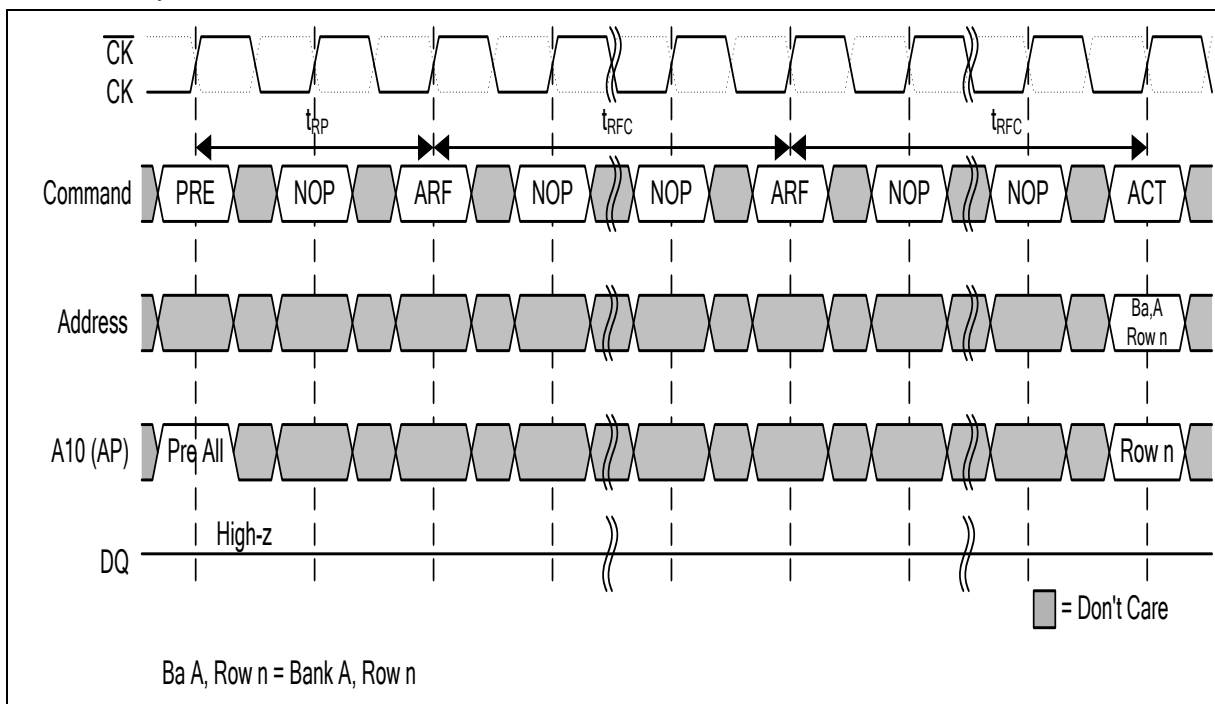 CK
CK
tRP tRFC tRFC
Command PRE NOP ARF NOP NOP ARF NOP NOP ACT
Address Ba,A
Row n
A10 (AP) Pre All Row n
High-z
DQ
= Don't Care
Ba A, Row n = Bank A, Row n